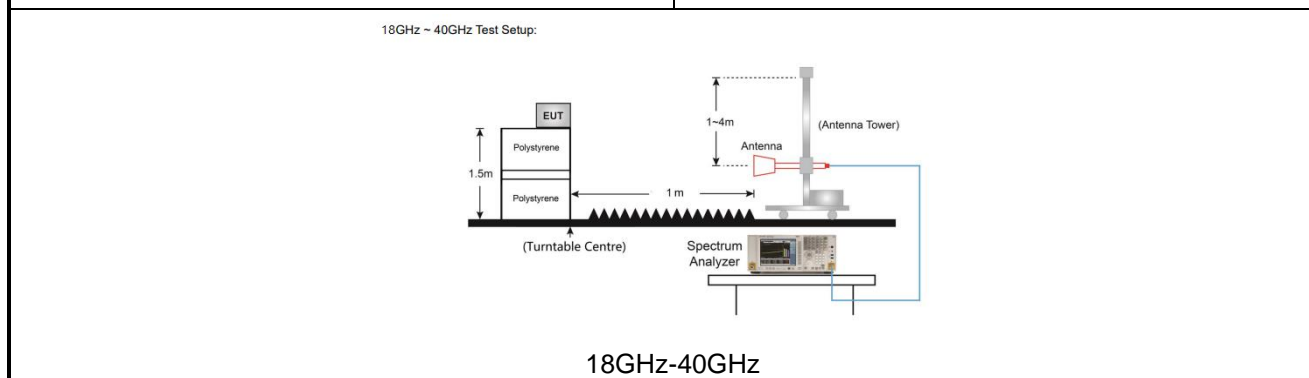 18GHz ~ 40GHz Test Setup:
EUT
1~4m
(Antenna Tower)
Polystyrene
Antenna
1.5m
Polystyrene
1 m
(Turntable Centre)
Spectrum
Analyzer
18GHz-40GHz